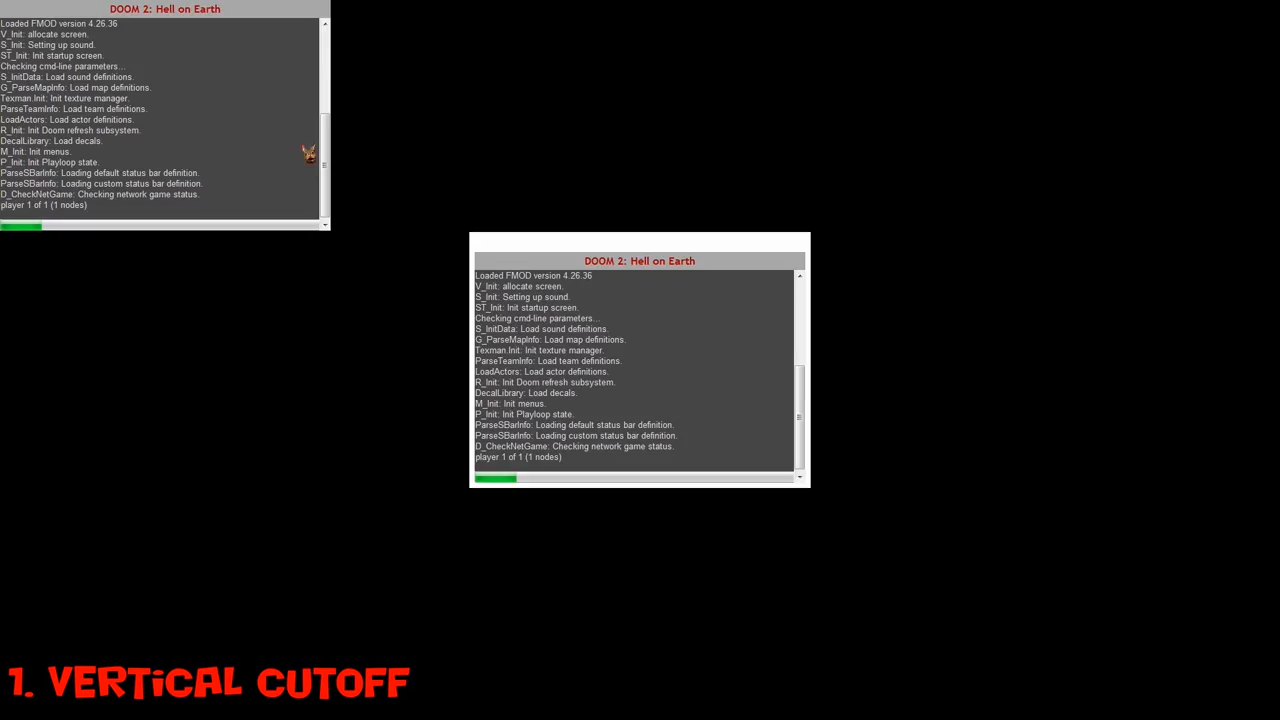 DOOM 2: Hell on Earth
Loaded FMOD version 4.26.36
V_Init: allocate screen.
S_Init: Setting up sound.
ST_Init: Init startup screen.
Checking cmd-line parameters...
S_InitData: Load sound definitions.
G_ParseMapInfo: Load map definitions.
Texman.Init: Init texture manager.
ParseTeamInfo: Load team definitions.
LoadActors: Load actor definitions.
R_Init: Init Doom refresh subsystem.
DecalLibrary: Load decals.
M_Init: Init menus.
P_Init: Init Playloop state.
ParseSBarInfo: Loading default status bar definition.
ParseSBarInfo: Loading custom status bar definition.
D_CheckNetGame: Checking network game status.
player 1 of 1 (1 nodes)
DOOM 2: Hell on Earth
Loaded FMOD version 4.26.36
V_Init: allocate screen.
S_Init: Setting up sound.
ST_Init: Init startup screen.
Checking cmd-line parameters...
S_InitData: Load sound definitions.
G_ParseMapInfo: Load map definitions.
Texman.Init: Init texture manager.
ParseTeamInfo: Load team definitions.
LoadActors: Load actor definitions.
R_Init: Init Doom refresh subsystem.
DecalLibrary: Load decals.
M_Init: Init menus.
P_Init: Init Playloop state.
ParseSBarInfo: Loading default status bar definition.
ParseSBarInfo: Loading custom status bar definition.
D_CheckNetGame: Checking network game status.
player 1 of 1 (1 nodes)
1. VERTiCAL CUTOFF